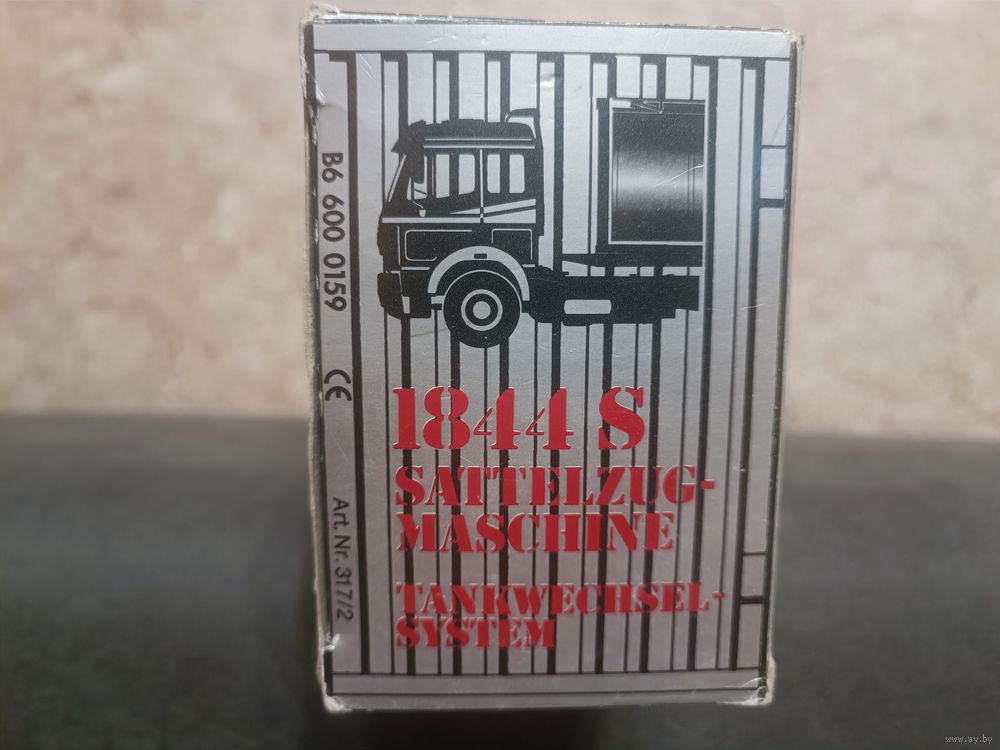 B6 600 0159
CE
Art. Nr. 317/2
1844 S
SATTELZUG-
MASCHINE
TANKWECHSEL-
SYSTEM
www.ay.by